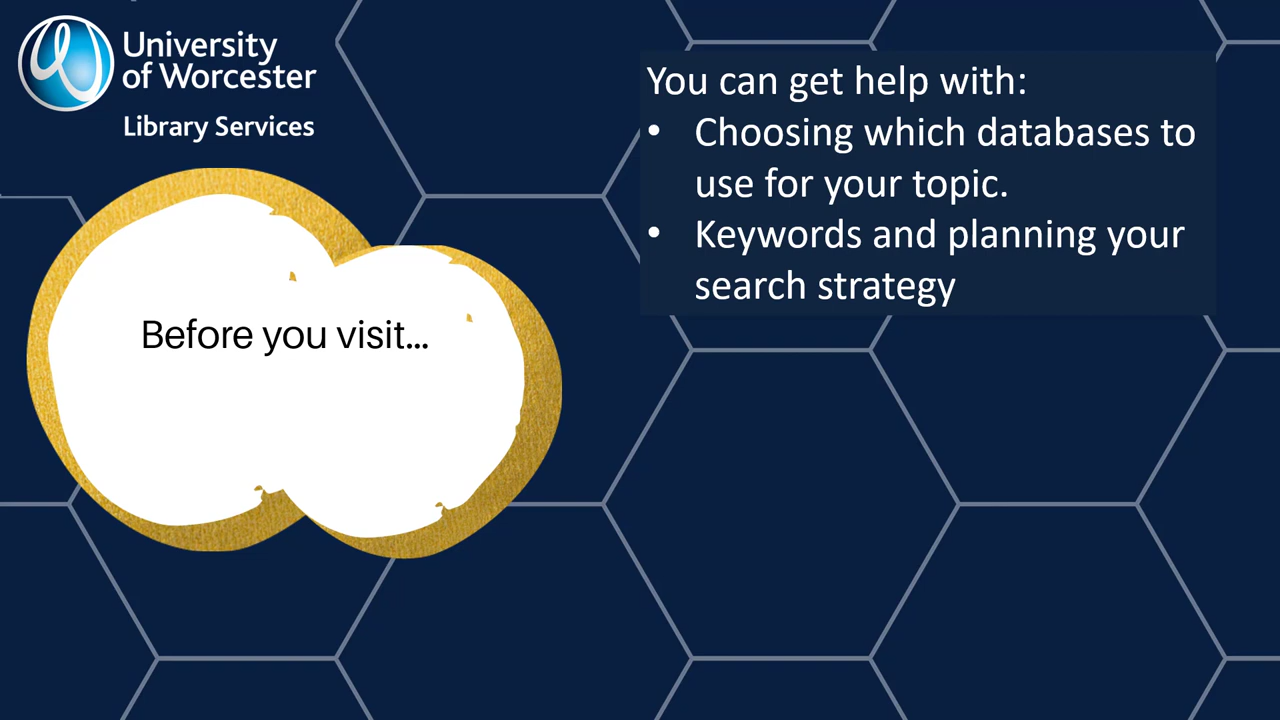 University
of Worcester
Library Services
Before you visit...
You can get help with:
• Choosing which databases to
use for your topic.
• Keywords and planning your
search strategy